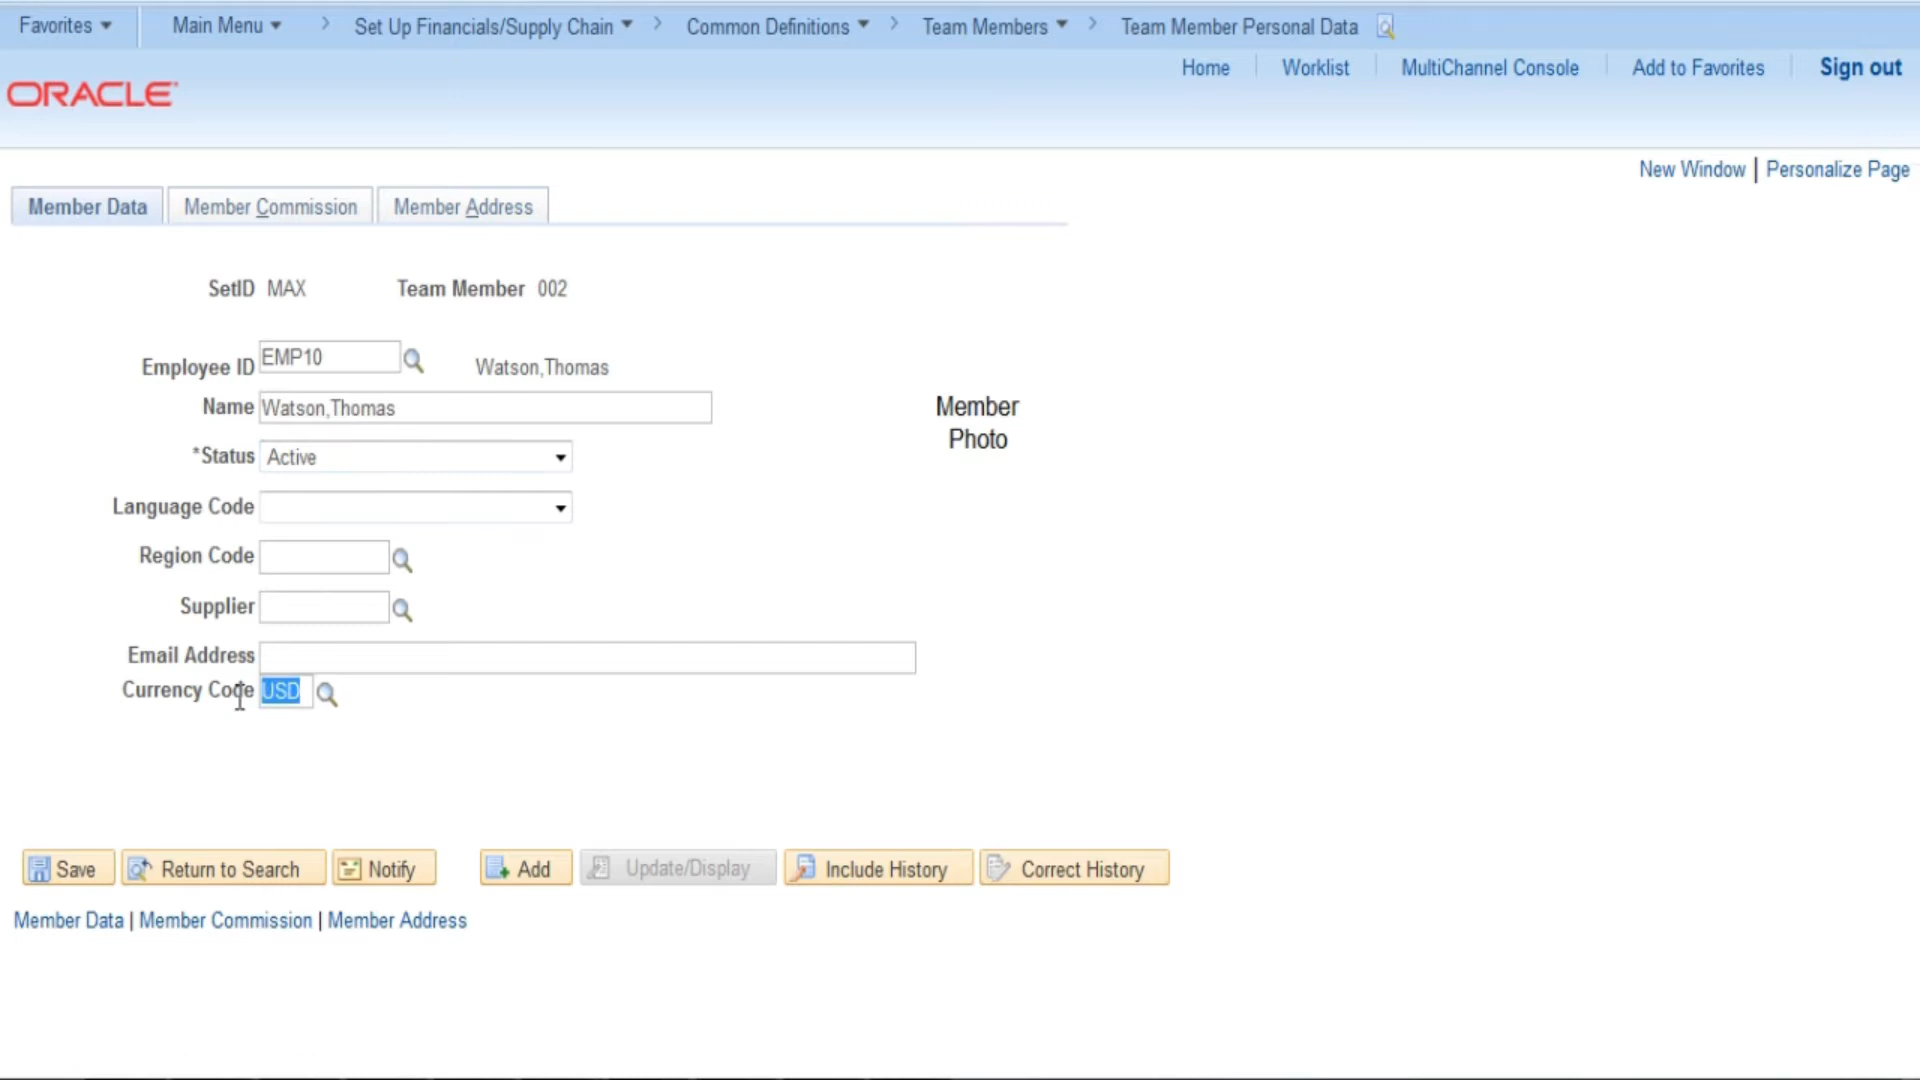 Favorites Main Menu > Set Up Financials/Supply Chain > Common Definitions > Team Members > Team Member Personal Data
Home Worklist MultiChannel Console Add to Favorites Sign out
ORACLE
New Window | Personalize Page
Member Data Member Commission Member Address
SetID MAX Team Member 002
Employee ID EMP10 Watson,Thomas
Name Watson,Thomas
Member
Photo
*Status Active
Language Code
Region Code
Supplier
Email Address
Currency Code USD
Save Return to Search Notify Add Update/Display Include History Correct History
Member Data | Member Commission | Member Address